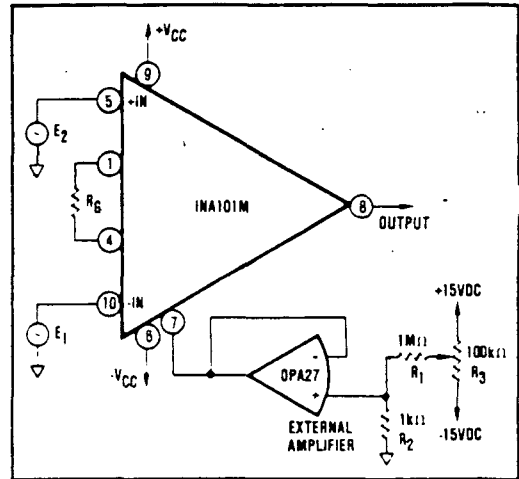 +VCC
9
5
+IN
E2
1
RG
INA101M
8
OUTPUT
4
10
-IN
E1
6
7
-VCC
+15VDC
-
OPA27
+
1MΩ
R1
100kΩ
R3
1kΩ
R2
-15VDC
EXTERNAL
AMPLIFIER